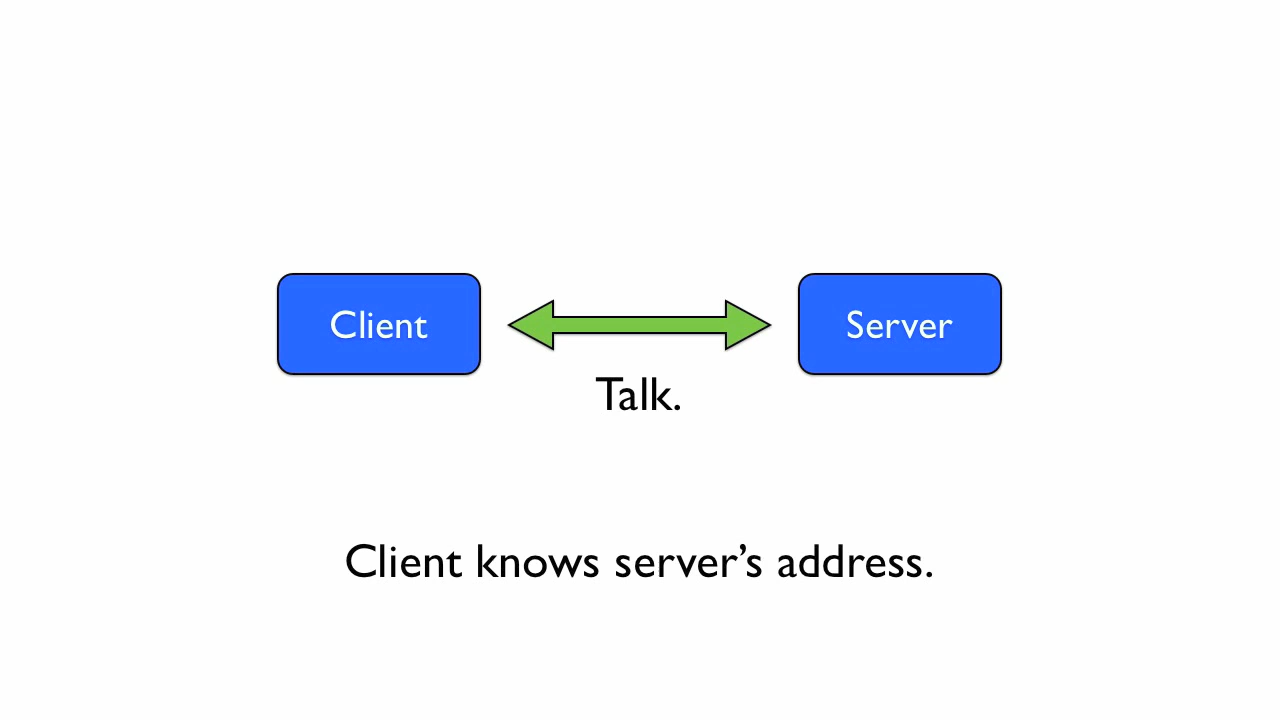 Client
Server
Talk.
Client knows server’s address.